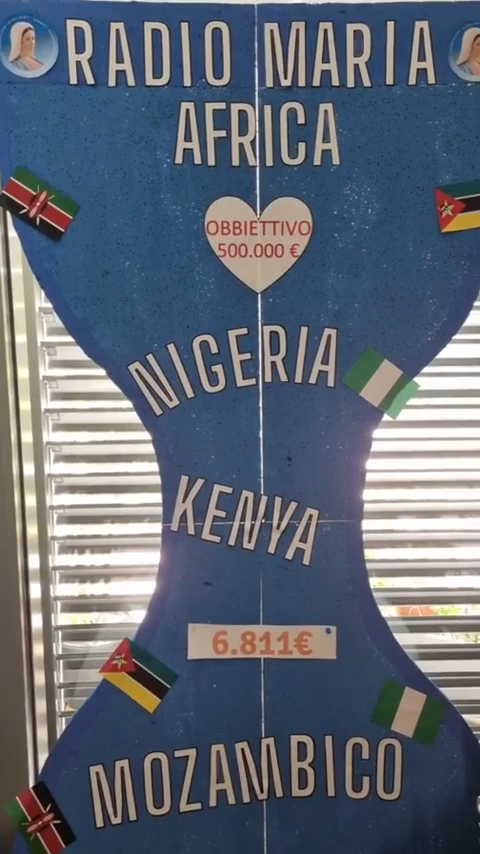 RADIO MARIA
AFRICA
OBBIETTIVO
500.000 €
NIGERIA
KENYA
6.811€
MOZAMBICO